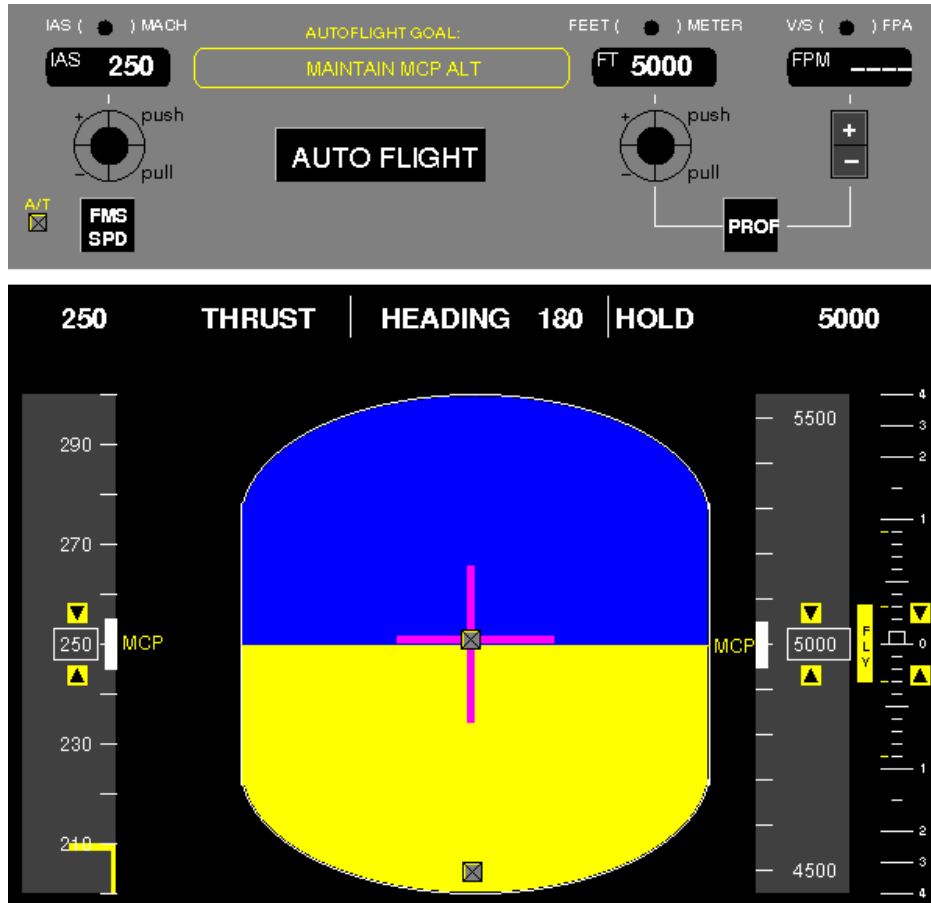 IAS ( ) MACH
AUTOFLIGHT GOAL:
FEET ( ) METER
V/S ( ) FPA
IAS 250
MAINTAIN MCP ALT
FT 5000
FPM ____
+ push
- pull
AUTO FLIGHT
+ push
- pull
+
-
A/T
FMS
SPD
PROF
250 THRUST HEADING 180 HOLD 5000
290
270
250 MCP
230
210
5500
MCP 5000
4500
FLY
4
3
2
1
0
1
2
3
4